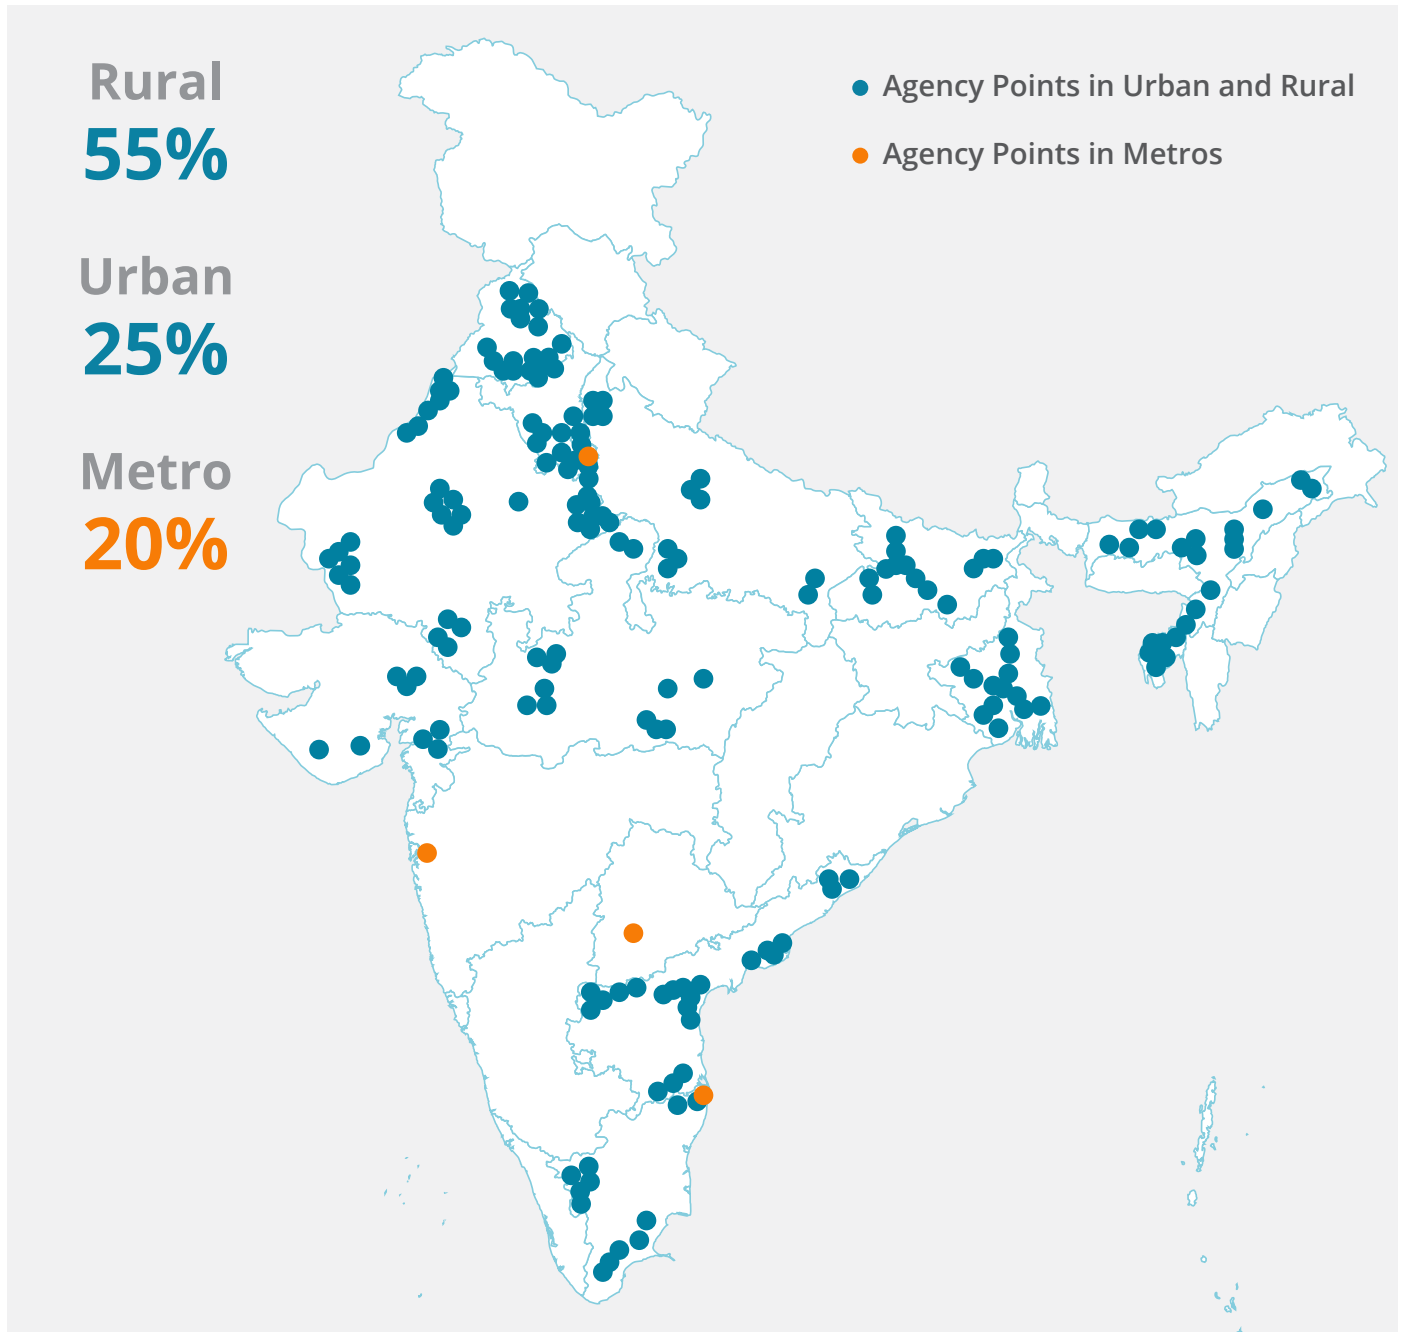 Rural
55%
Urban
25%
Metro
20%
Agency Points in Urban and Rural
Agency Points in Metros